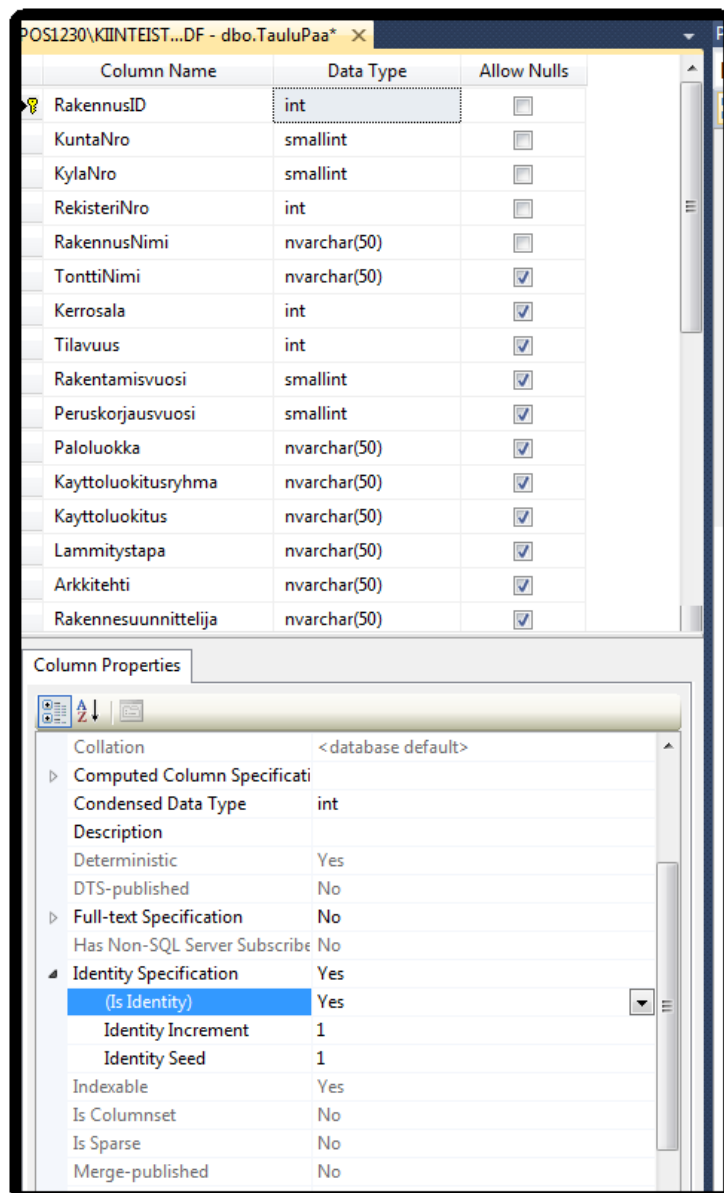 POS1230\KIINTEIST...DF - dbo.TauluPaa*
Column Name Data Type Allow Nulls
RakennusID int
KuntaNro smallint
KylaNro smallint
RekisteriNro int
RakennusNimi nvarchar(50)
TonttiNimi nvarchar(50)
Kerrosala int
Tilavuus int
Rakentamisvuosi smallint
Peruskorjausvuosi smallint
Paloluokka nvarchar(50)
Kayttoluokitusryhma nvarchar(50)
Kayttoluokitus nvarchar(50)
Lammitystapa nvarchar(50)
Arkkitehti nvarchar(50)
Rakennesuunnittelija nvarchar(50)
Column Properties
Collation <database default>
Computed Column Specificati
Condensed Data Type int
Description
Deterministic Yes
DTS-published No
Full-text Specification No
Has Non-SQL Server Subscribe No
Identity Specification Yes
(Is Identity) Yes
Identity Increment 1
Identity Seed 1
Indexable Yes
Is Columnset No
Is Sparse No
Merge-published No